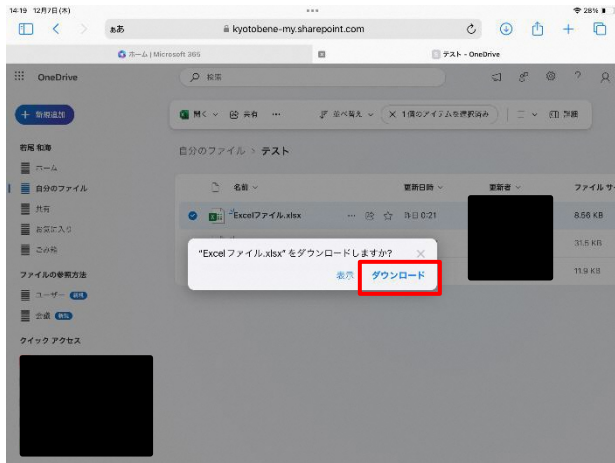 14:19 12月7日(木)
28%
ああ
kyotobene-my.sharepoint.com
ホーム | Microsoft 365
テスト - OneDrive
OneDrive
検索
+ 新規追加
開く
共有
並べ替え
× 1 個のアイテムを選択済み
詳細
若尾 和海
自分のファイル > テスト
ホーム
自分のファイル
名前
更新日時
更新者
ファイル サ
共有
Excelファイル.xlsx
昨日 0:21
8.56 KB
お気に入り
ごみ箱
"Excelファイル.xlsx" をダウンロードしますか?
31.5 KB
表示
ダウンロード
11.9 KB
ファイルの参照方法
ユーザー 新規
会議 新規
クイック アクセス